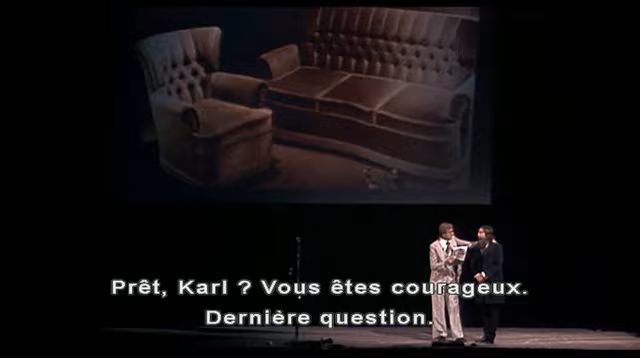 Prêt, Karl ? Vous êtes courageux.
Dernière question.